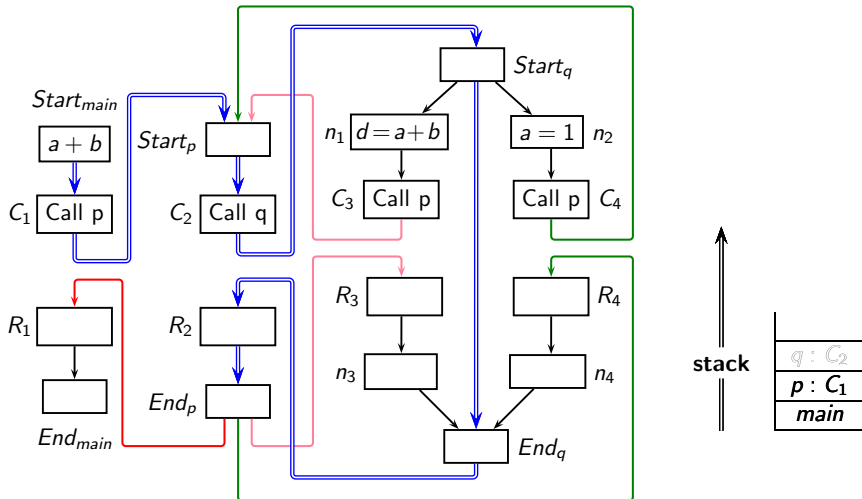 Start_q
Start_main
a + b
Start_p
n_1
d = a+b
a = 1
n_2
C_1
Call p
C_2
Call q
C_3
Call p
Call p
C_4
R_1
R_2
R_3
R_4
n_3
n_4
End_main
End_p
End_q
stack
q : C_2
p : C_1
main